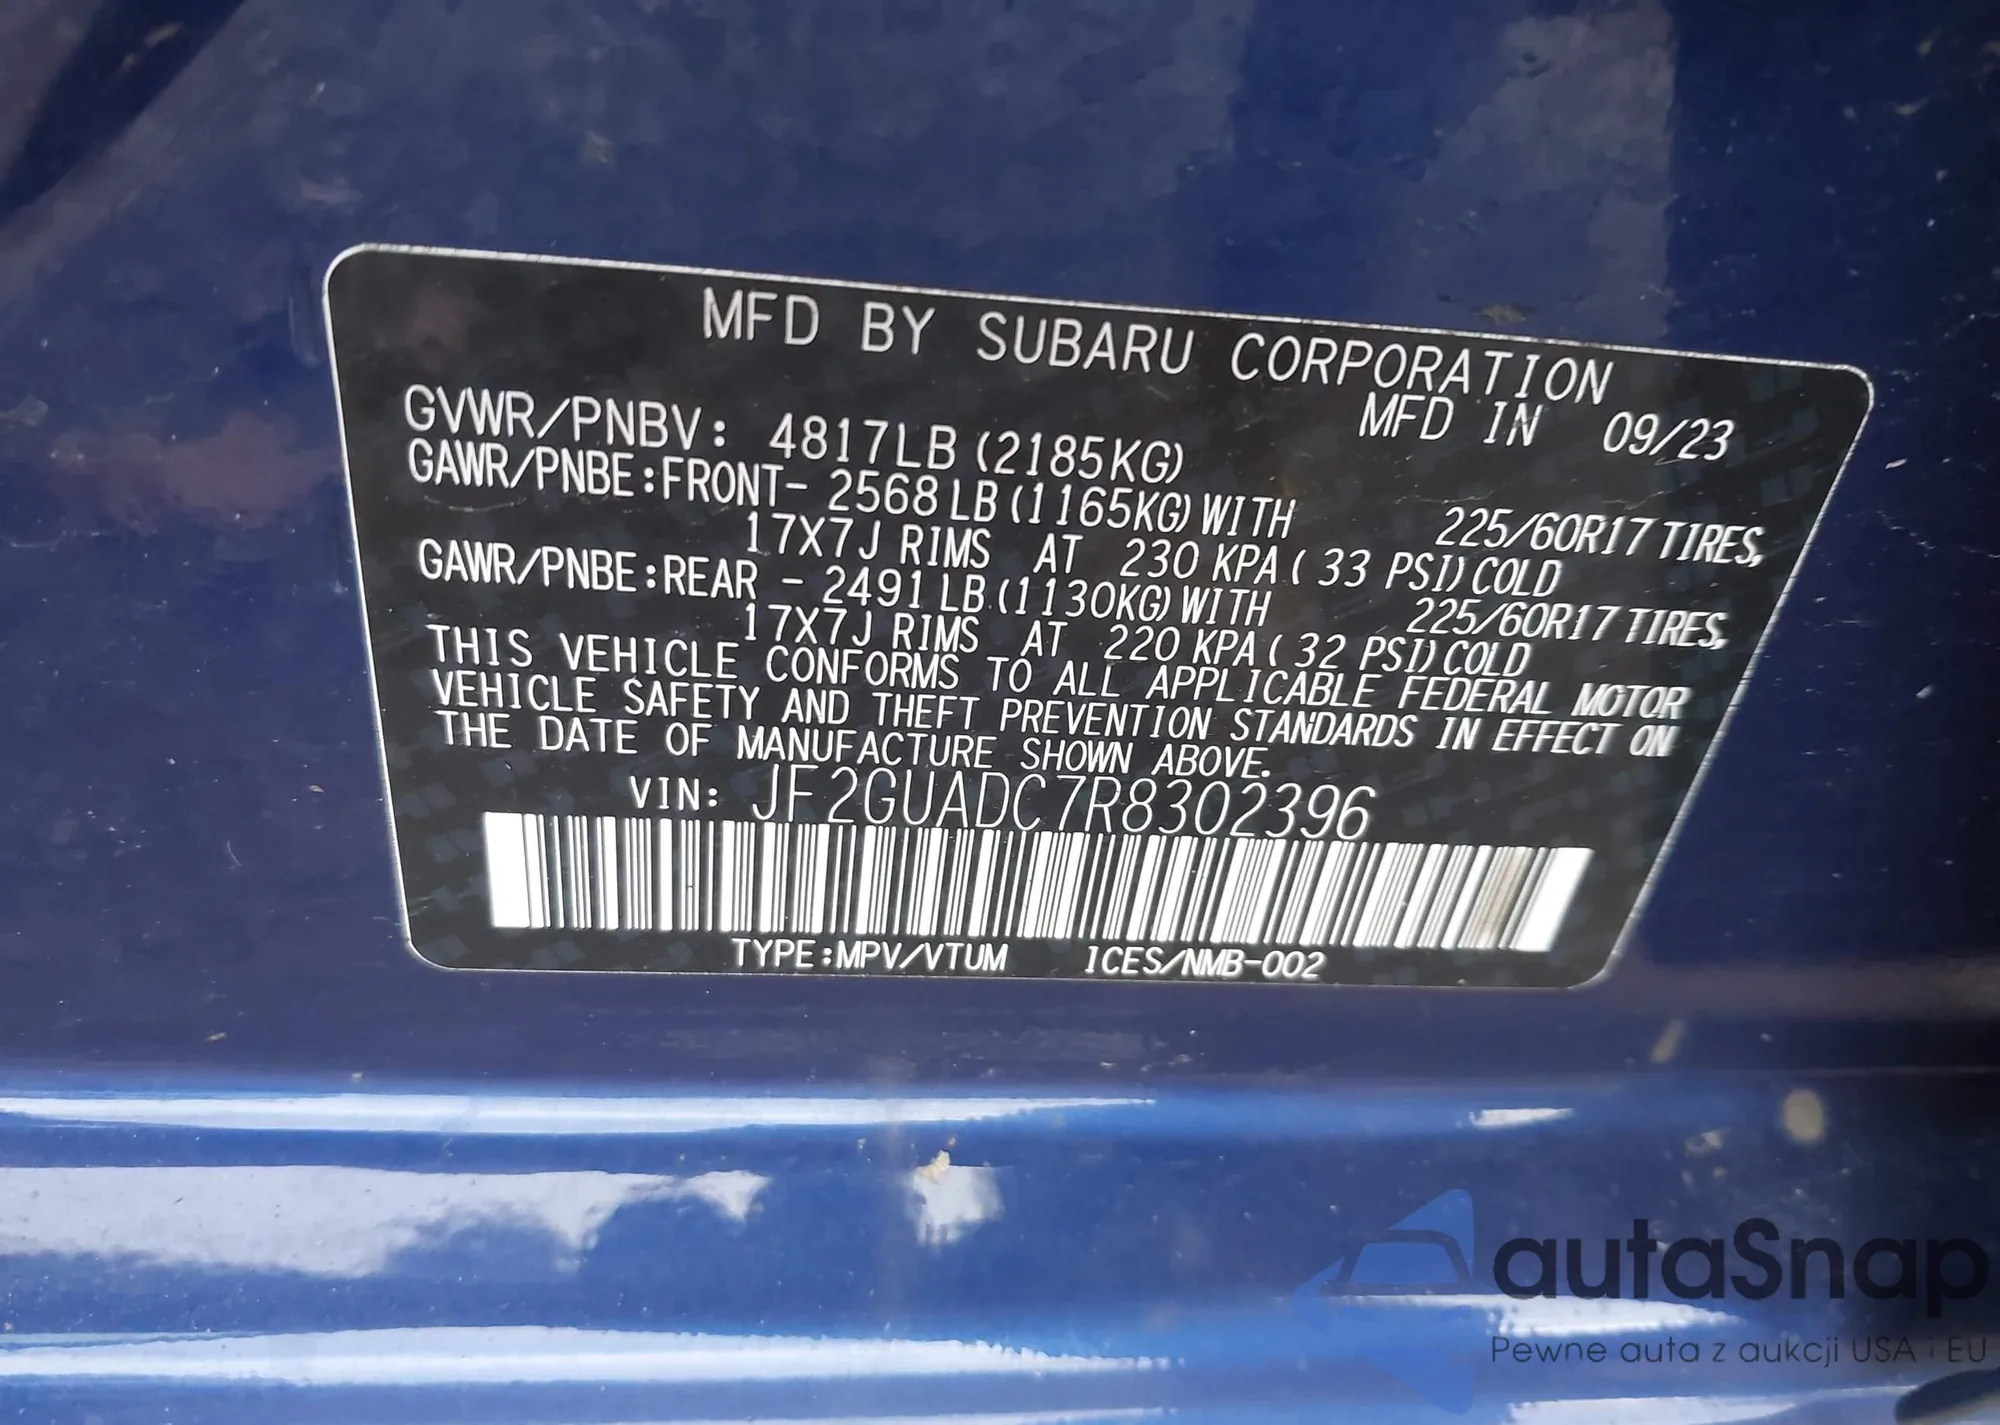 MFD BY SUBARU CORPORATION
MFD IN 09/23
GVWR/PNBV: 4817LB (2185KG)
GAWR/PNBE:FRONT- 2568LB (1165KG) WITH 225/60R17 TIRES,
17X7J RIMS AT 230 KPA ( 33 PSI) COLD
GAWR/PNBE:REAR - 2491LB (1130KG) WITH 225/60R17 TIRES,
17X7J RIMS AT 220 KPA ( 32 PSI) COLD
THIS VEHICLE CONFORMS TO ALL APPLICABLE FEDERAL MOTOR
VEHICLE SAFETY AND THEFT PREVENTION STANDARDS IN EFFECT ON
THE DATE OF MANUFACTURE SHOWN ABOVE.
VIN: JF2GUADC7R8302396
TYPE:MPV/VTUM ICES/NMB-002
autaSnap
Pewne auta z aukcji USA i EU